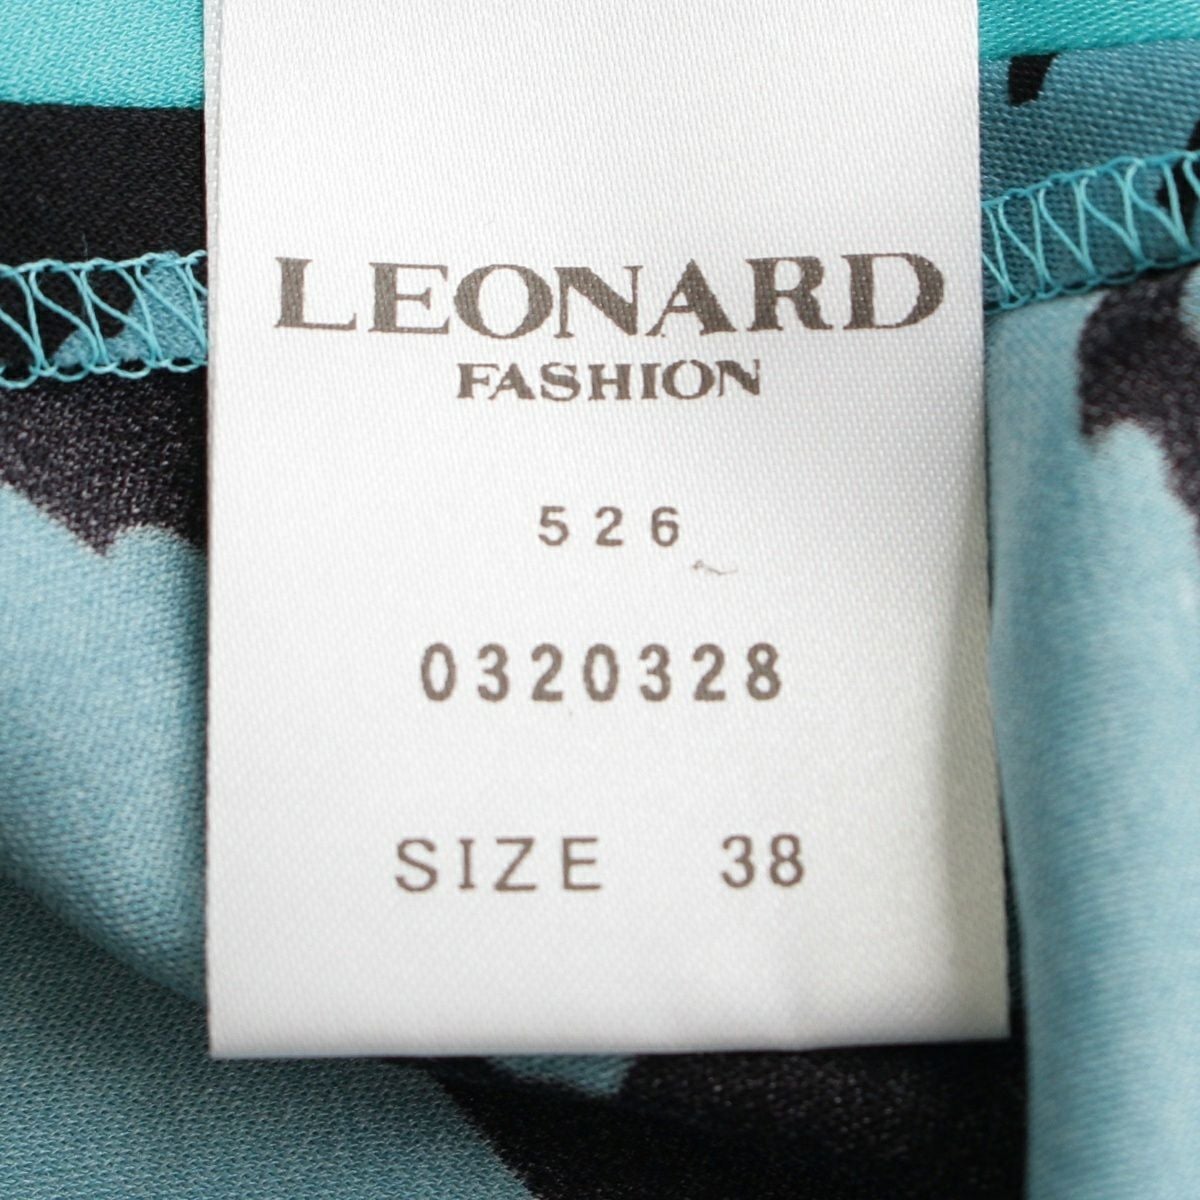 LEONARD
FASHION
526
0320328
SIZE 38